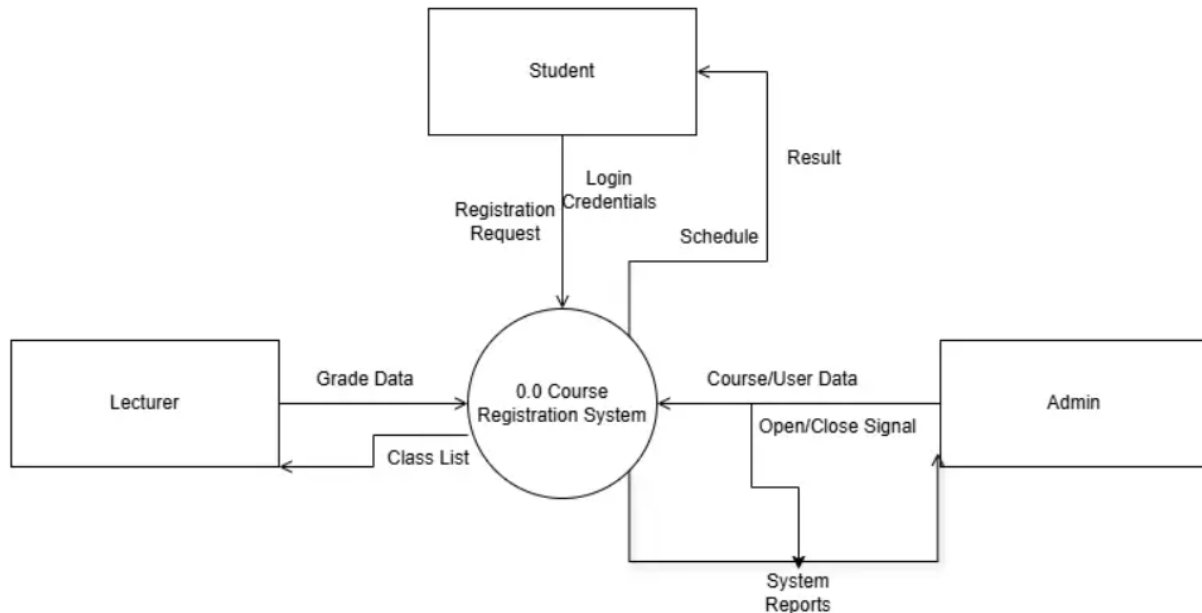 Student
Result
Login
Credentials
Registration
Request
Schedule
Lecturer
Grade Data
0.0 Course
Registration System
Course/User Data
Admin
Open/Close Signal
Class List
System
Reports